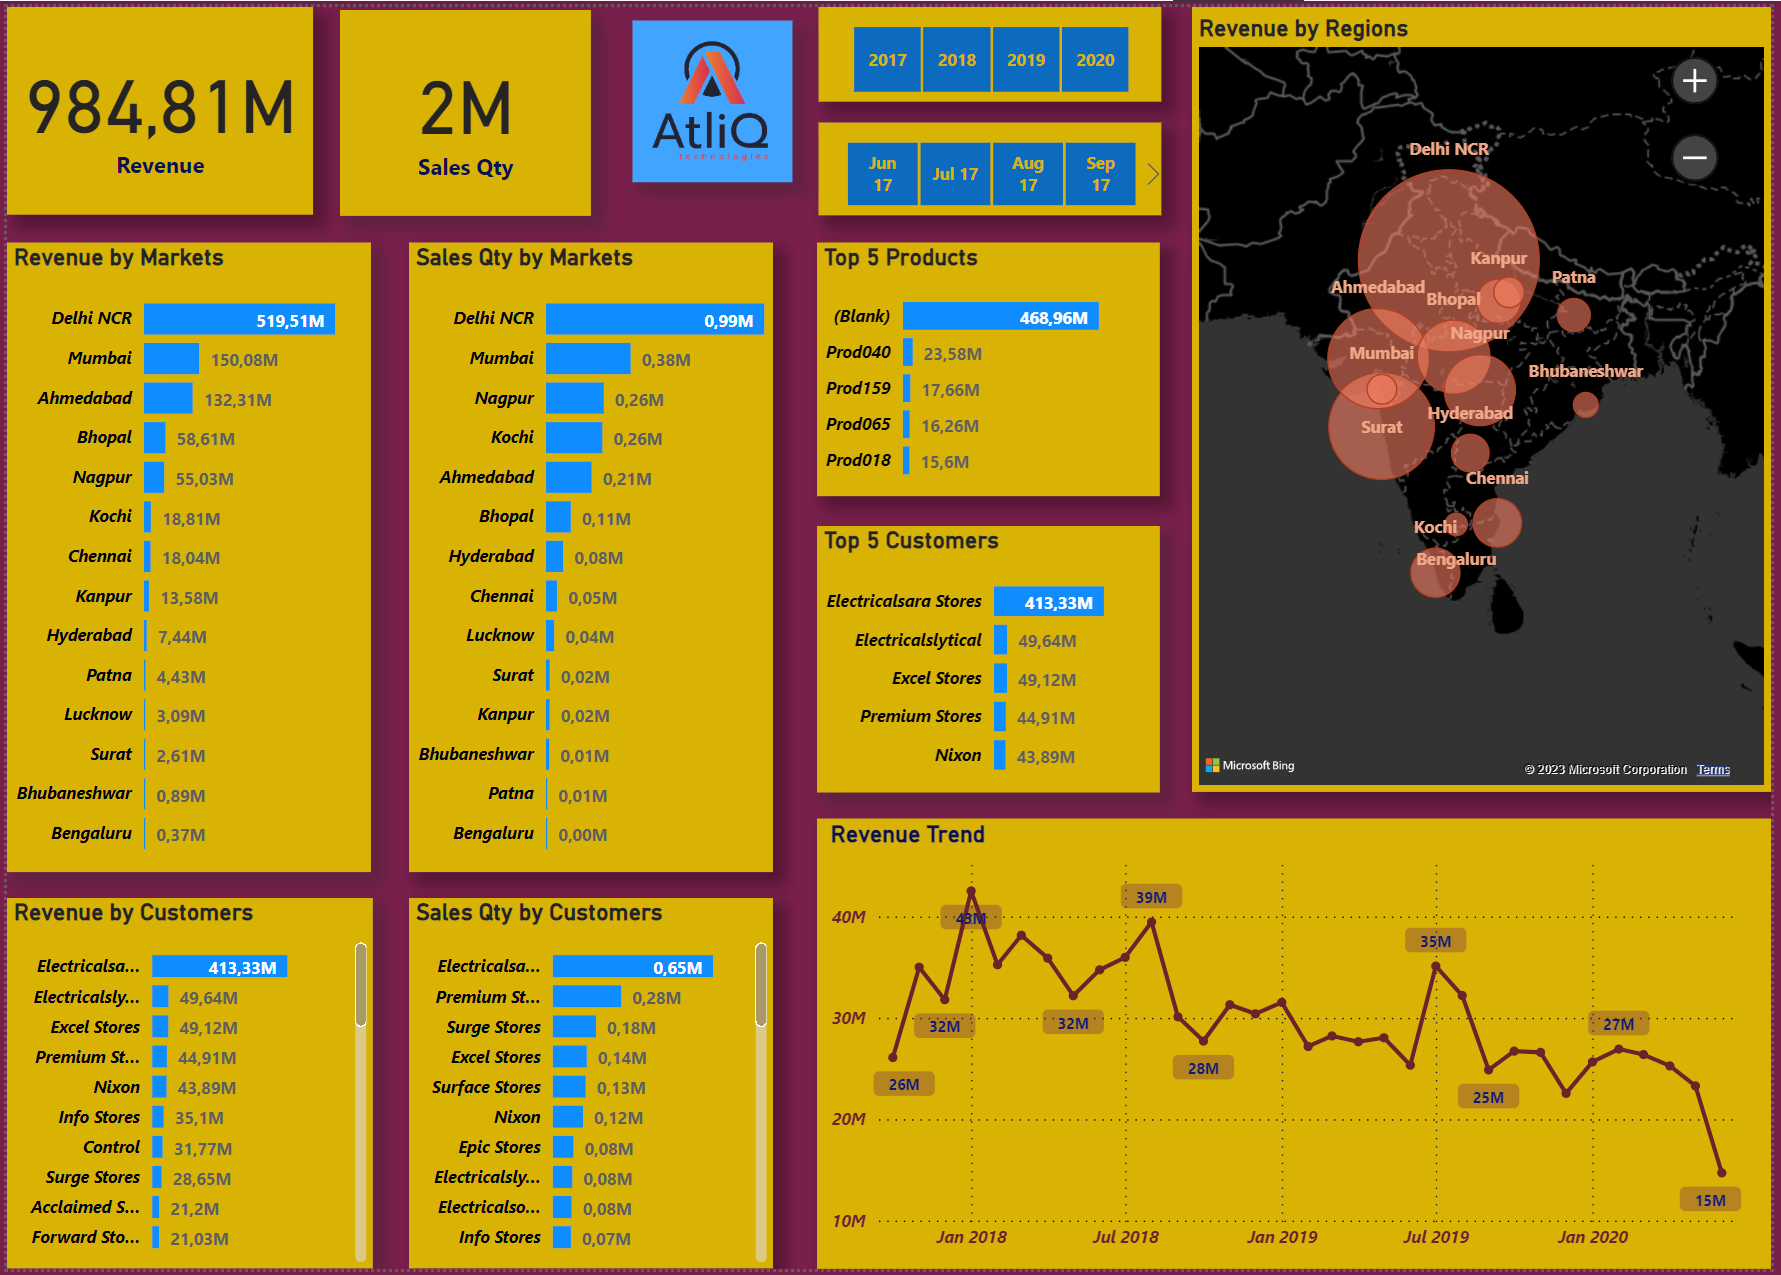 984,81M
Revenue
2M
Sales Qty
AtliQ
technologies
2017 2018 2019 2020
Jun 17 Jul 17 Aug 17 Sep 17
Revenue by Regions
Delhi NCR
Kanpur
Patna
Ahmedabad
Bhopal
Nagpur
Mumbai
Bhubaneshwar
Hyderabad
Surat
Chennai
Kochi
Bengaluru
Microsoft Bing
© 2023 Microsoft Corporation Terms
Revenue by Markets
Delhi NCR 519,51M
Mumbai 150,08M
Ahmedabad 132,31M
Bhopal 58,61M
Nagpur 55,03M
Kochi 18,81M
Chennai 18,04M
Kanpur 13,58M
Hyderabad 7,44M
Patna 4,43M
Lucknow 3,09M
Surat 2,61M
Bhubaneshwar 0,89M
Bengaluru 0,37M
Sales Qty by Markets
Delhi NCR 0,99M
Mumbai 0,38M
Nagpur 0,26M
Kochi 0,26M
Ahmedabad 0,21M
Bhopal 0,11M
Hyderabad 0,08M
Chennai 0,05M
Lucknow 0,04M
Surat 0,02M
Kanpur 0,02M
Bhubaneshwar 0,01M
Patna 0,01M
Bengaluru 0,00M
Top 5 Products
(Blank) 468,96M
Prod040 23,58M
Prod159 17,66M
Prod065 16,26M
Prod018 15,6M
Top 5 Customers
Electricalsara Stores 413,33M
Electricalslytical 49,64M
Excel Stores 49,12M
Premium Stores 44,91M
Nixon 43,89M
Revenue by Customers
Electricalsa... 413,33M
Electricalsly... 49,64M
Excel Stores 49,12M
Premium St... 44,91M
Nixon 43,89M
Info Stores 35,1M
Control 31,77M
Surge Stores 28,65M
Acclaimed S... 21,2M
Forward Sto... 21,03M
Sales Qty by Customers
Electricalsa... 0,65M
Premium St... 0,28M
Surge Stores 0,18M
Excel Stores 0,14M
Surface Stores 0,13M
Nixon 0,12M
Epic Stores 0,08M
Electricalsly... 0,08M
Electricalso... 0,08M
Info Stores 0,07M
Revenue Trend
40M
30M
20M
10M
26M
32M
43M
32M
39M
28M
35M
25M
27M
15M
Jan 2018 Jul 2018 Jan 2019 Jul 2019 Jan 2020